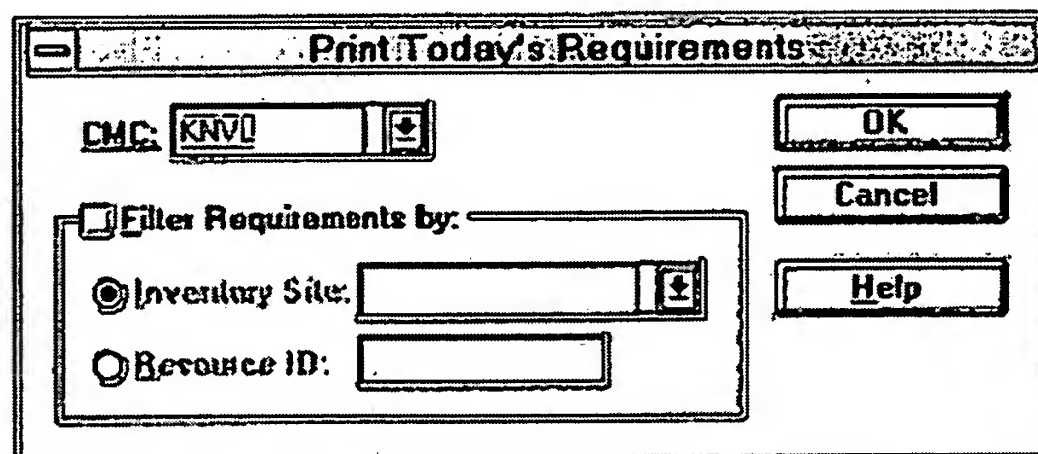 Print Today's Requirements
CMC: KNVD
OK
Cancel
Filter Requirements by:
Inventory Site:
Help
Resource ID: